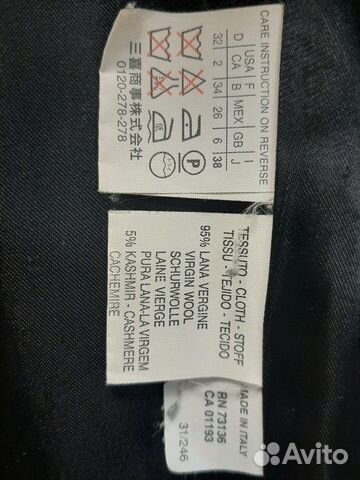 CARE INSTRUCTION ON REVERSE
USA F I
D CA B MEX GB J
32 2 34 26 6 38
P
三喜商事株式会社
0120-278-278
TESSUTO - CLOTH - STOFF
TISSU - TEJIDO - TECIDO
95% LANA VERGINE
VIRGIN WOOL
SCHURWOLLE
LAINE VIERGE
PURA LANA-LA VIRGEM
5% KASHMIR - CASHMERE
CACHEMIRE
MADE IN ITALY
RN 73136
CA 01193
31/246
Avito